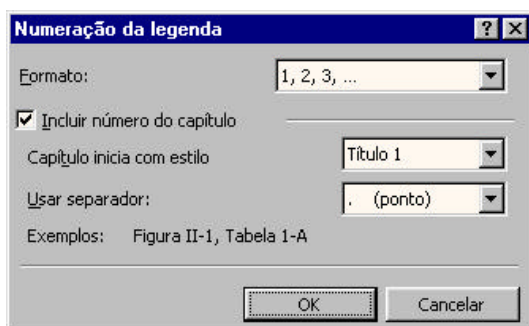 Numeração da legenda
Formato: 1, 2, 3, ...
Incluir número do capítulo
Capítulo inicia com estilo Título 1
Usar separador: . (ponto)
Exemplos: Figura II-1, Tabela 1-A
OK Cancelar